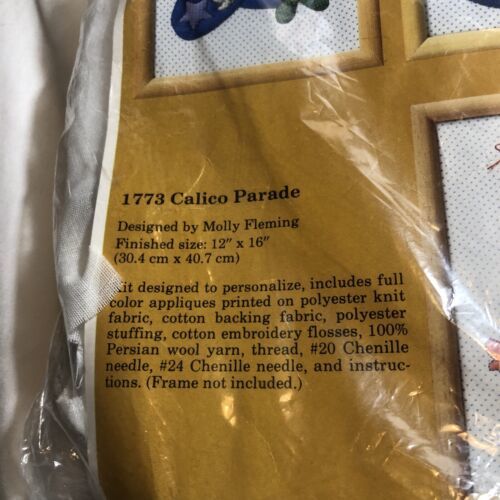 1773 Calico Parade
Designed by Molly Fleming
Finished size: 12" x 16"
(30.4 cm x 40.7 cm)
Kit designed to personalize, includes full
color appliques printed on polyester knit
fabric, cotton backing fabric, polyester
stuffing, cotton embroidery flosses, 100%
Persian wool yarn, thread, #20 Chenille
needle, #24 Chenille needle, and instruc-
tions. (Frame not included.)